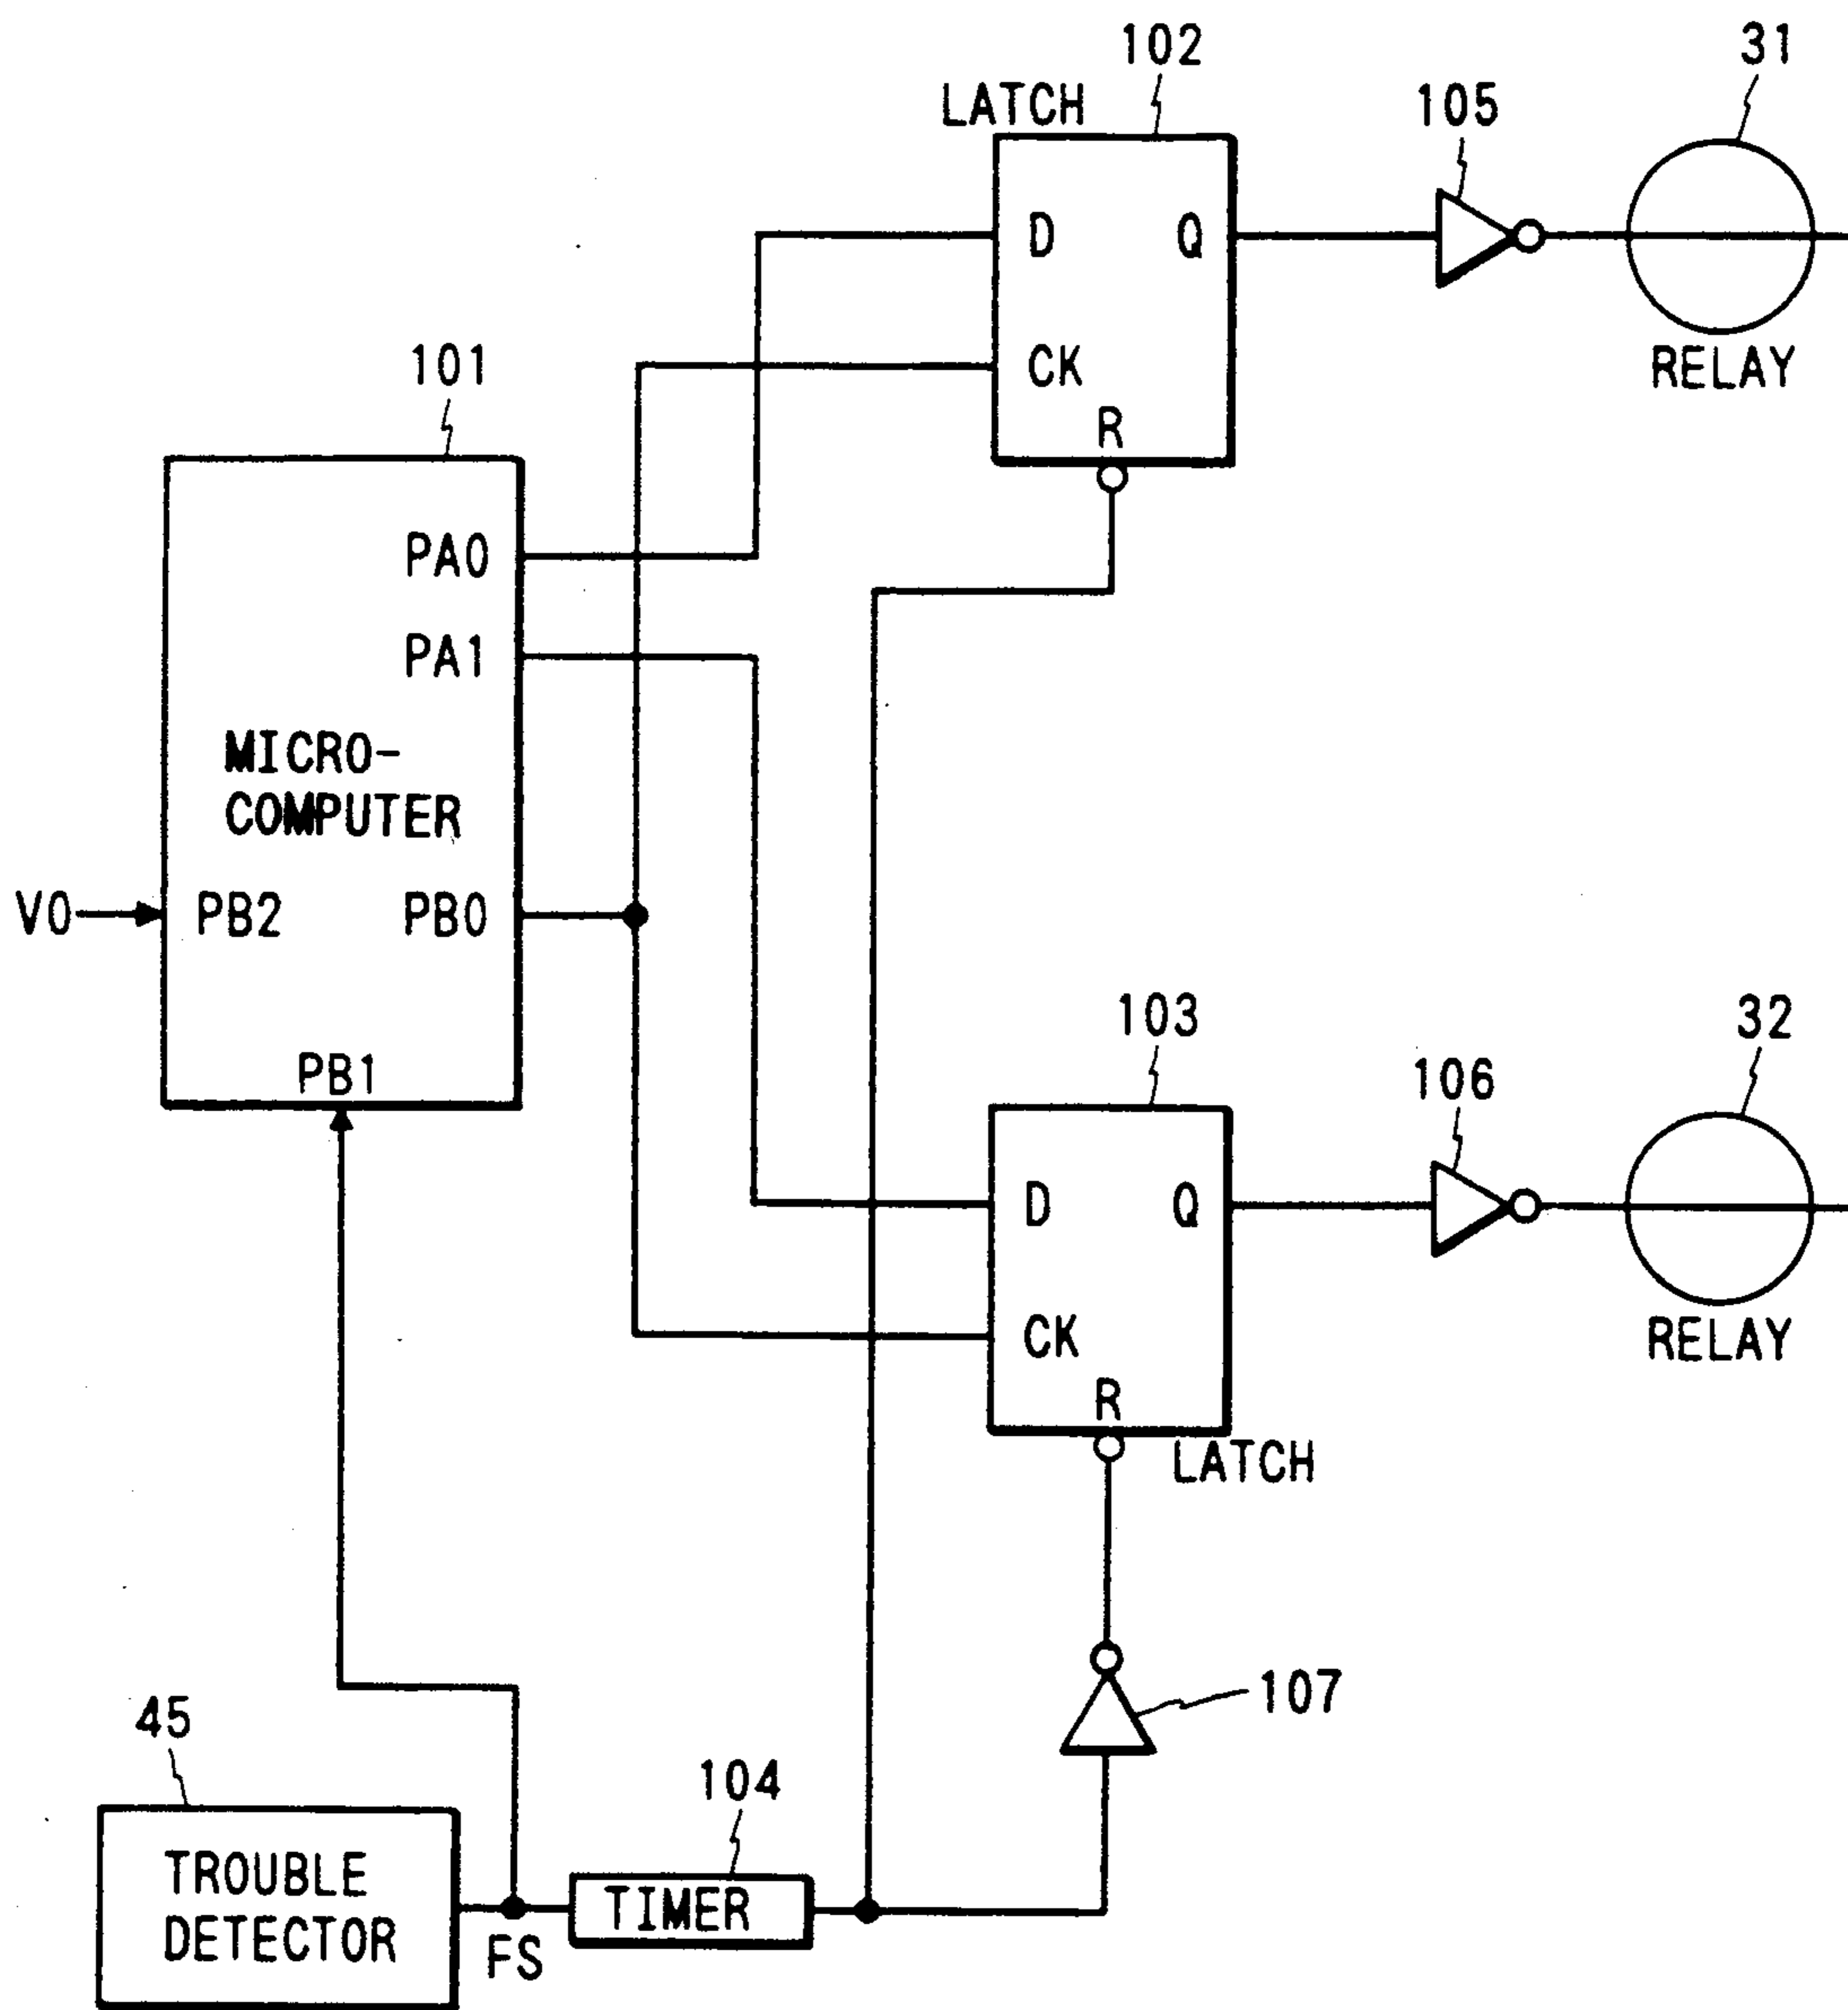 102
31
LATCH
105
D
Q
CK
RELAY
101
R
PA0
PA1
MICRO-
COMPUTER
V0
PB2
PB0
103
32
PB1
106
D
Q
CK
RELAY
R
LATCH
107
45
104
TROUBLE
DETECTOR
TIMER
FS